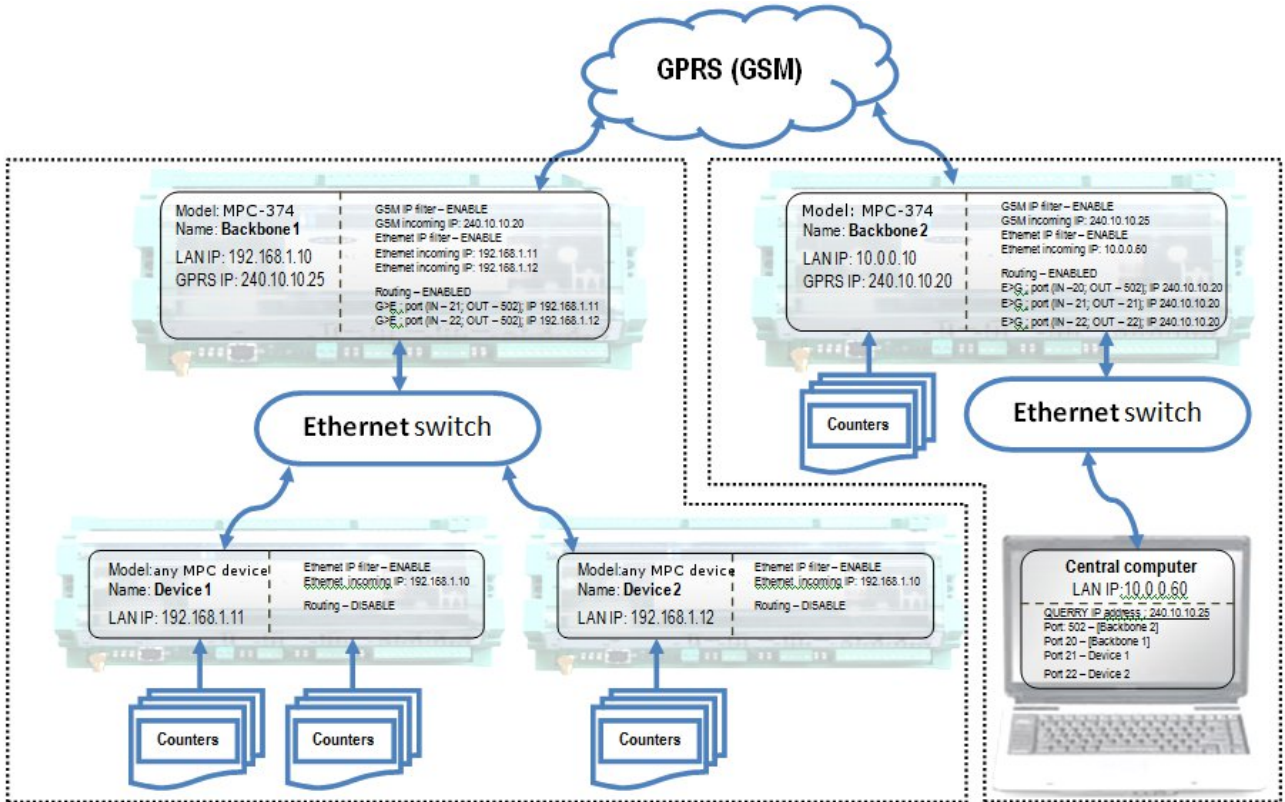 GPRS (GSM)
Model: MPC-374
Name: Backbone1
LAN IP: 192.168.1.10
GPRS IP: 240.10.10.25
GSM IP filter – ENABLE
GSM incoming IP: 240.10.10.20
Ethernet IP filter – ENABLE
Ethernet incoming IP: 192.168.1.11
Ethernet incoming IP: 192.168.1.12
Routing – ENABLED
G>E ; port (IN – 21; OUT – 502); IP 192.168.1.11
G>E ; port (IN – 22; OUT – 502); IP 192.168.1.12
Model: MPC-374
Name: Backbone2
LAN IP: 10.0.0.10
GPRS IP: 240.10.10.20
GSM IP filter – ENABLE
GSM incoming IP: 240.10.10.25
Ethernet IP filter – ENABLE
Ethernet incoming IP: 10.0.0.60
Routing – ENABLED
E>G ; port (IN –20; OUT – 502); IP 240.10.10.20
E>G ; port (IN – 21; OUT – 21); IP 240.10.10.20
E>G ; port (IN – 22; OUT – 22); IP 240.10.10.20
Ethernet switch
Counters
Ethernet switch
Model:any MPC device
Name: Device1
LAN IP: 192.168.1.11
Ethernet IP filter – ENABLE
Ethernet incoming IP: 192.168.1.10
Routing – DISABLE
Model:any MPC device
Name: Device2
LAN IP: 192.168.1.12
Ethernet IP filter – ENABLE
Ethernet incoming IP: 192.168.1.10
Routing – DISABLE
Central computer
LAN IP:10.0.0.60
QUERRY IP address : 240.10.10.25
Port: 502 – [Backbone 2]
Port 20 – [Backbone 1]
Port 21 – Device 1
Port 22 – Device 2
Counters
Counters
Counters